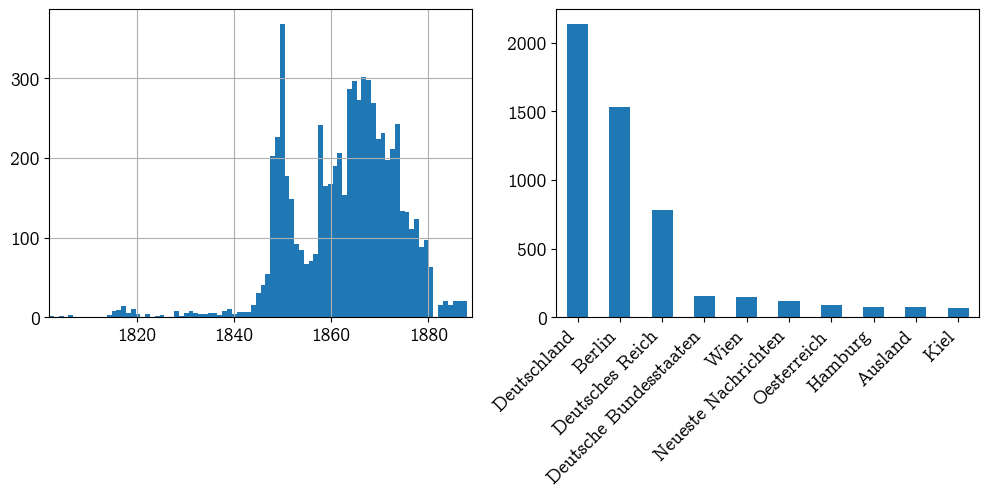 300
200
100
0
1820 1840 1860 1880
2000
1500
1000
500
0
Deutschland
Berlin
Deutsches Reich
Deutsche Bundesstaaten
Wien
Neueste Nachrichten
Oesterreich
Hamburg
Ausland
Kiel